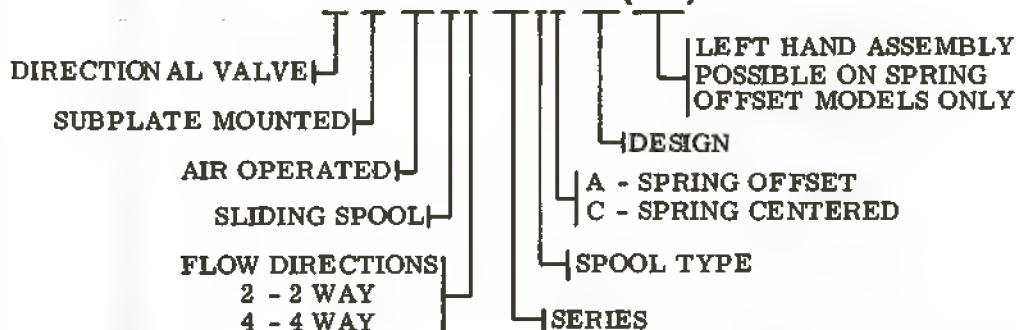 LEFT HAND ASSEMBLY
POSSIBLE ON SPRING
OFFSET MODELS ONLY
DIRECTIONAL VALVE
SUBPLATE MOUNTED
DESIGN
AIR OPERATED
A - SPRING OFFSET
C - SPRING CENTERED
SLIDING SPOOL
FLOW DIRECTIONS
2 - 2 WAY
4 - 4 WAY
SPOOL TYPE
SERIES